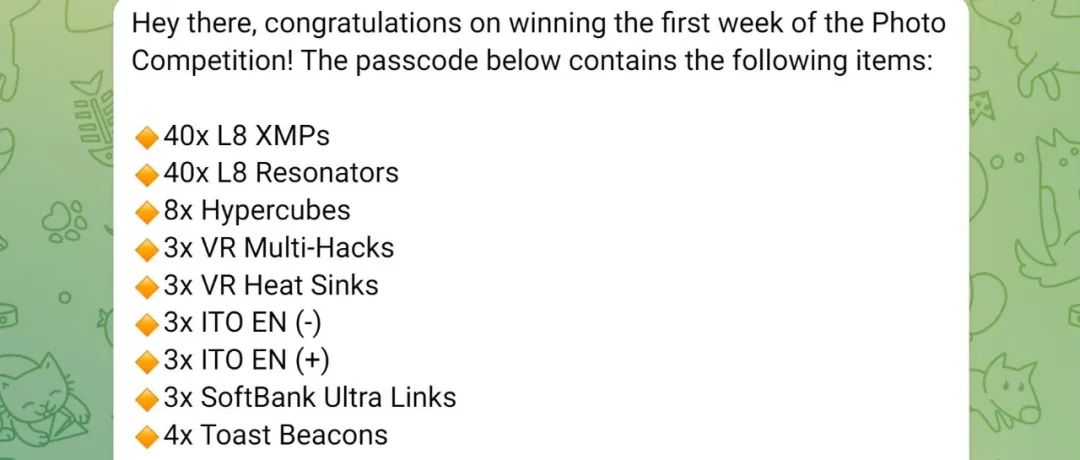 Hey there, congratulations on winning the first week of the Photo
Competition! The passcode below contains the following items:
🔸40x L8 XMPs
🔸40x L8 Resonators
🔸8x Hypercubes
🔸3x VR Multi-Hacks
🔸3x VR Heat Sinks
🔸3x ITO EN (-)
🔸3x ITO EN (+)
🔸3x SoftBank Ultra Links
🔸4x Toast Beacons